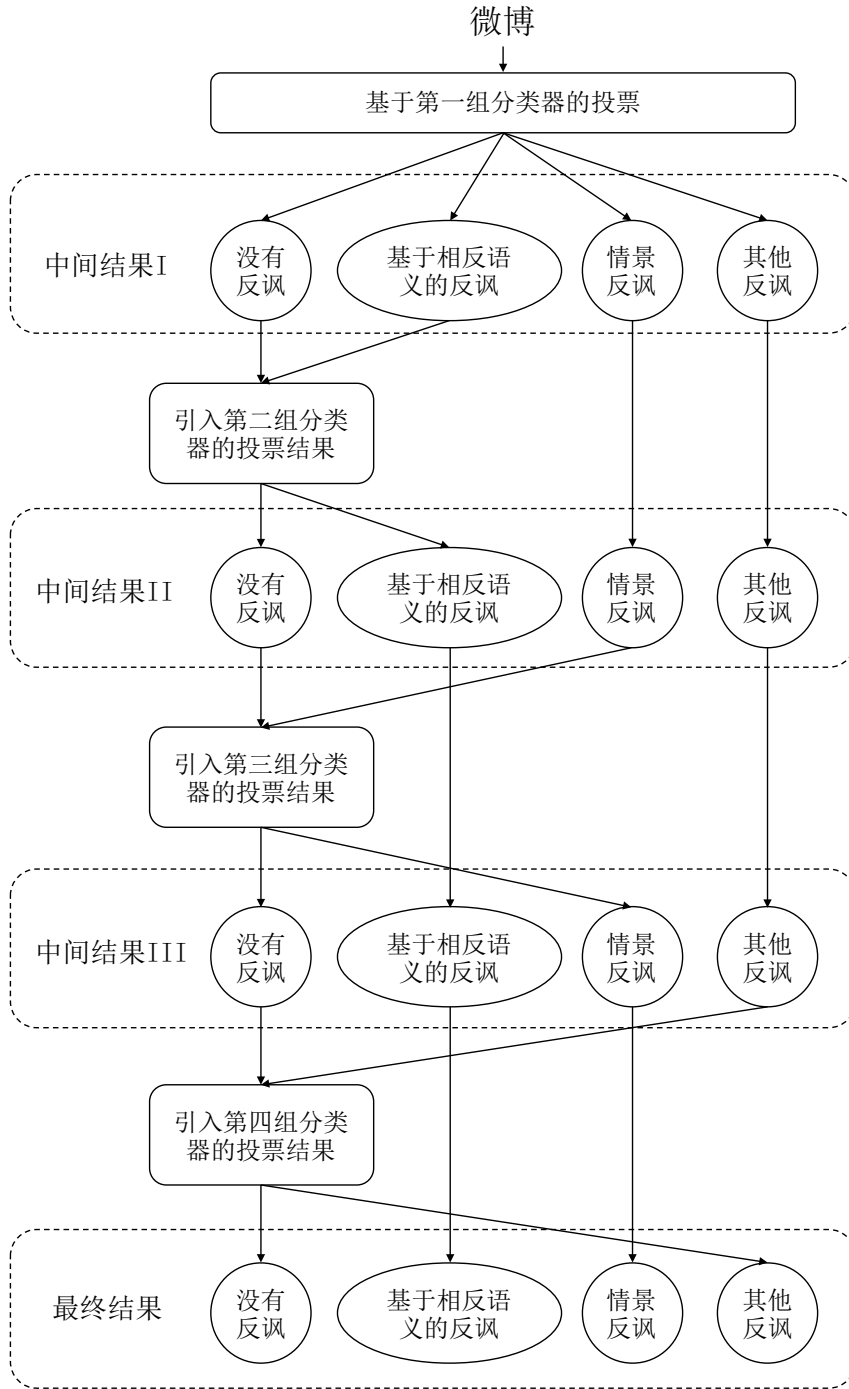 微博
基于第一组分类器的投票
中间结果I
没有
反讽
基于相反语
义的反讽
情景
反讽
其他
反讽
引入第二组分类
器的投票结果
中间结果II
没有
反讽
基于相反语
义的反讽
情景
反讽
其他
反讽
引入第三组分类
器的投票结果
中间结果III
没有
反讽
基于相反语
义的反讽
情景
反讽
其他
反讽
引入第四组分类
器的投票结果
最终结果
没有
反讽
基于相反语
义的反讽
情景
反讽
其他
反讽